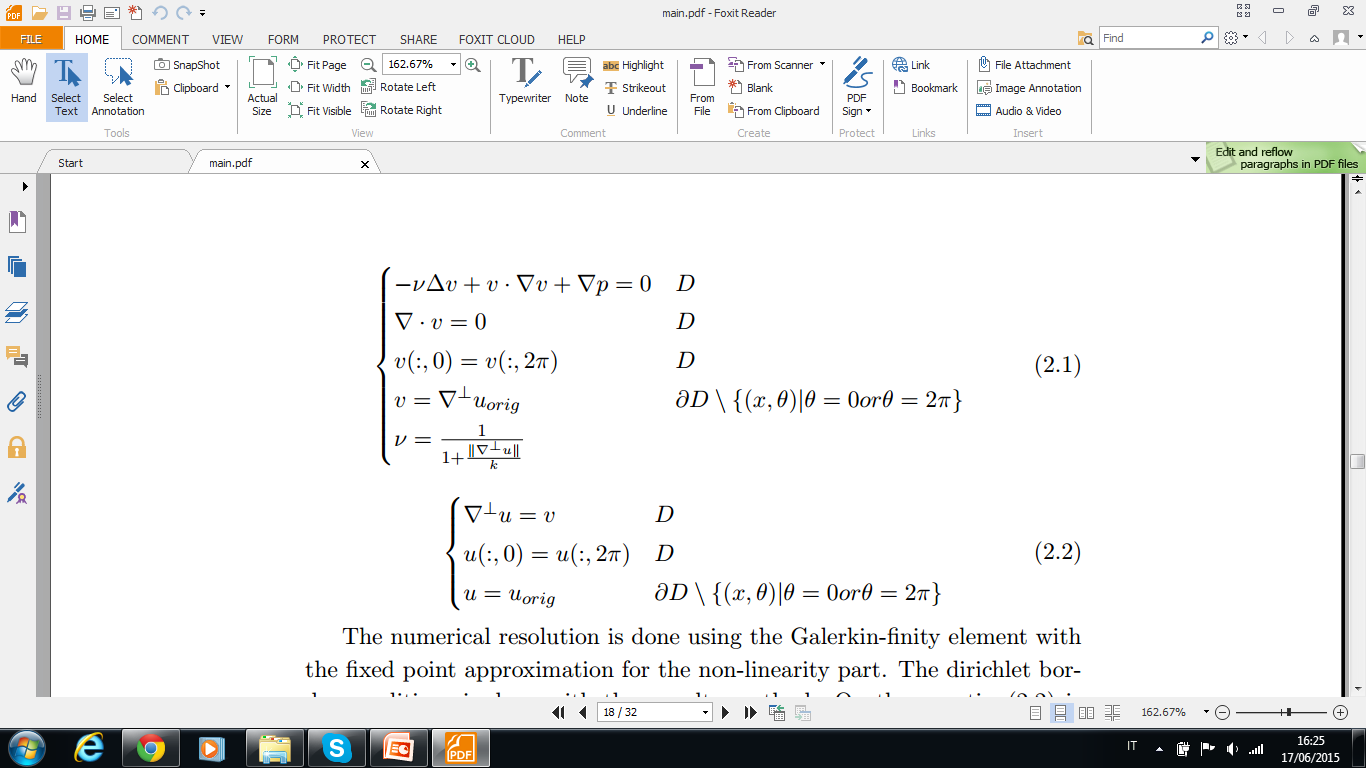 main.pdf - Foxit Reader
FILE HOME COMMENT VIEW FORM PROTECT SHARE FOXIT CLOUD HELP Find
Hand
Select Text
Select Annotation
SnapShot
Clipboard
Tools
Actual Size
Fit Page
Fit Width
Fit Visible
162.67%
Rotate Left
Rotate Right
View
Typewriter
Note
Highlight
Strikeout
Underline
Comment
From File
From Scanner
Blank
From Clipboard
Create
PDF Sign
Protect
Link
Bookmark
Links
File Attachment
Image Annotation
Audio & Video
Insert
Start main.pdf
Edit and reflow
paragraphs in PDF files
−νΔv + v · ∇v + ∇p = 0 D
∇ · v = 0 D
v(:, 0) = v(:, 2π) D
(2.1)
v = ∇⊥u_orig ∂D \ {(x, θ)|θ = 0orθ = 2π}
ν = 1/(1+‖∇⊥u‖/k)
∇⊥u = v D
u(:, 0) = u(:, 2π) D
(2.2)
u = u_orig ∂D \ {(x, θ)|θ = 0orθ = 2π}
The numerical resolution is done using the Galerkin-finity element with
the fixed point approximation for the non-linearity part. The dirichlet bor-
18 / 32 162.67%
IT 16:25
17/06/2015